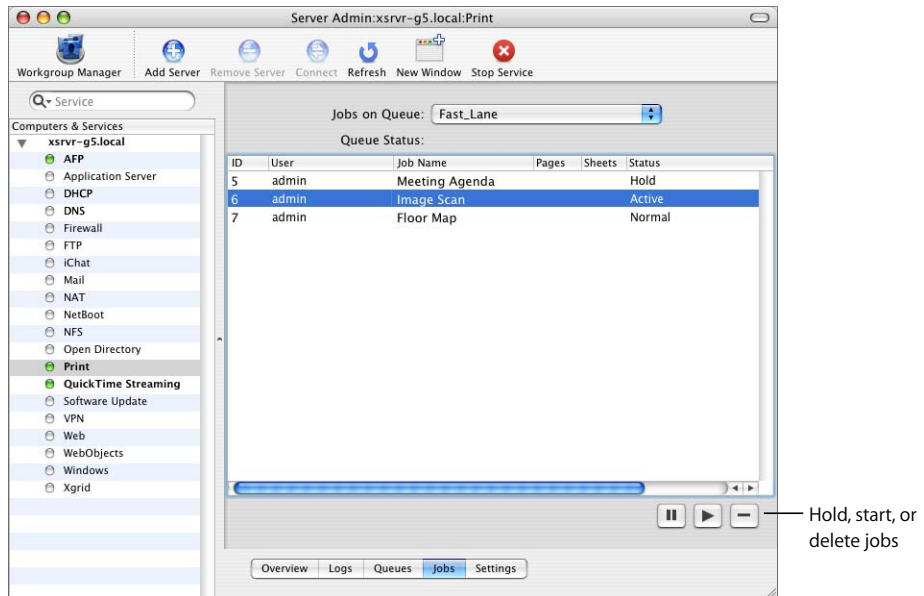 Server Admin:xsrvr-g5.local:Print
Workgroup Manager Add Server Remove Server Connect Refresh New Window Stop Service
Service
Computers & Services
xsrvr-g5.local
AFP
Application Server
DHCP
DNS
Firewall
FTP
iChat
Mail
NAT
NetBoot
NFS
Open Directory
Print
QuickTime Streaming
Software Update
VPN
Web
WebObjects
Windows
Xgrid
Jobs on Queue: Fast_Lane
Queue Status:
ID User Job Name Pages Sheets Status
5 admin Meeting Agenda Hold
6 admin Image Scan Active
7 admin Floor Map Normal
Hold, start, or
delete jobs
Overview Logs Queues Jobs Settings